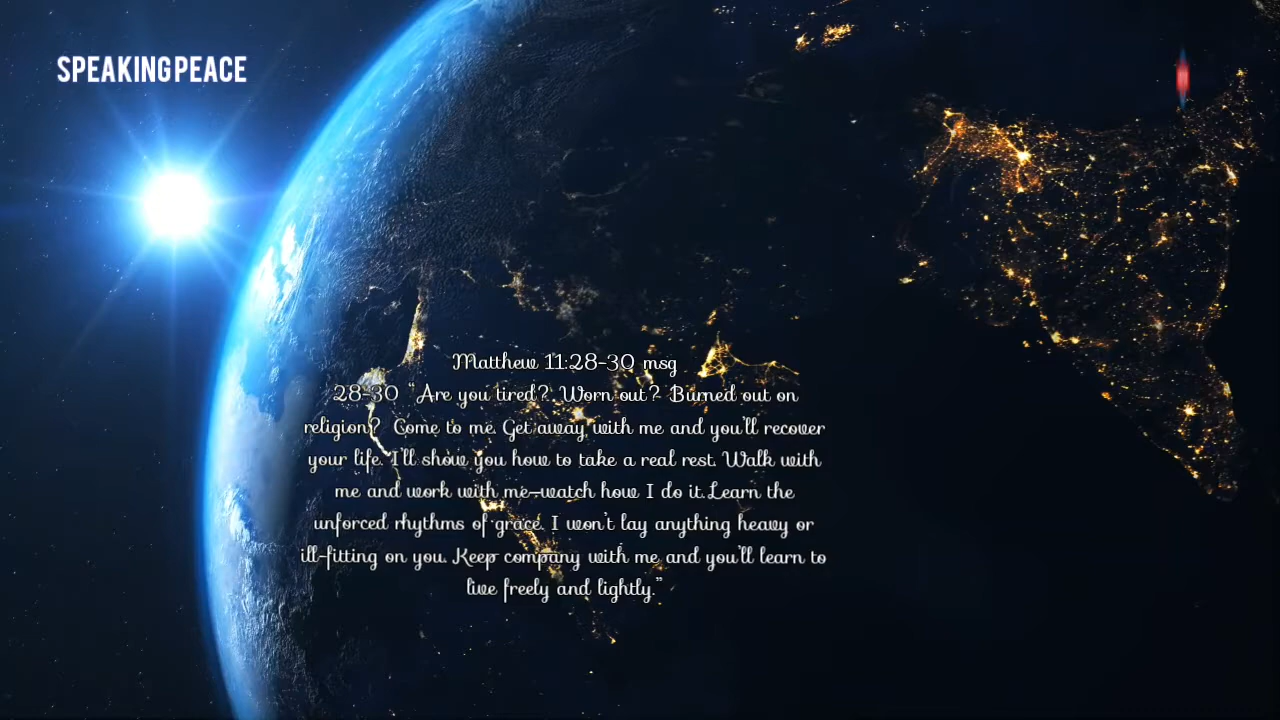 SPEAKING PEACE
Matthew 11:28-30 msg
28-30 “Are you tired? Worn out? Burned out on
religion? Come to me. Get away with me and you’ll recover
your life. I’ll show you how to take a real rest. Walk with
me and work with me—watch how I do it.Learn the
unforced rhythms of grace. I won’t lay anything heavy or
ill-fitting on you. Keep company with me and you’ll learn to
live freely and lightly.”